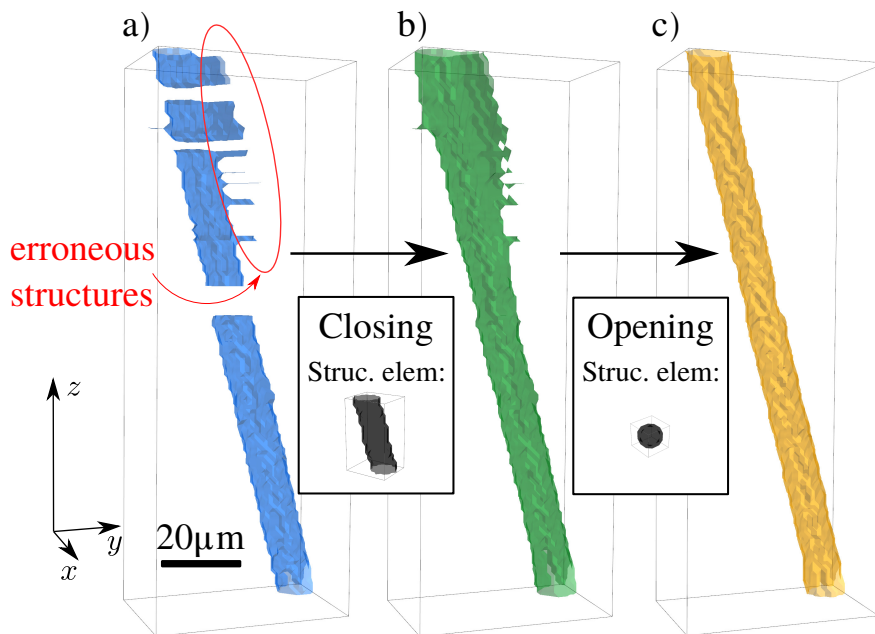 a)
b)
c)
erroneous
structures
Closing
Struc. elem:
Opening
Struc. elem:
z
y
x
20μm